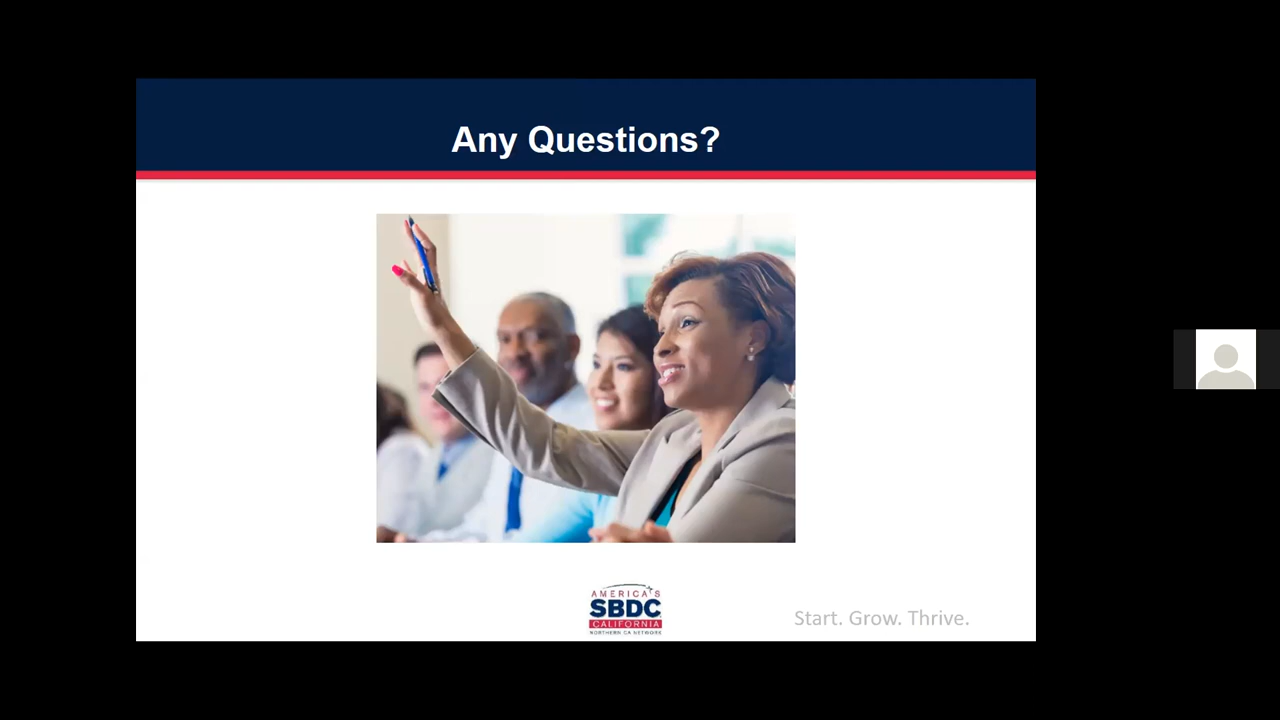 Any Questions?
AMERICA'S
SBDC
CALIFORNIA
NORTHERN CA NETWORK
Start. Grow. Thrive.